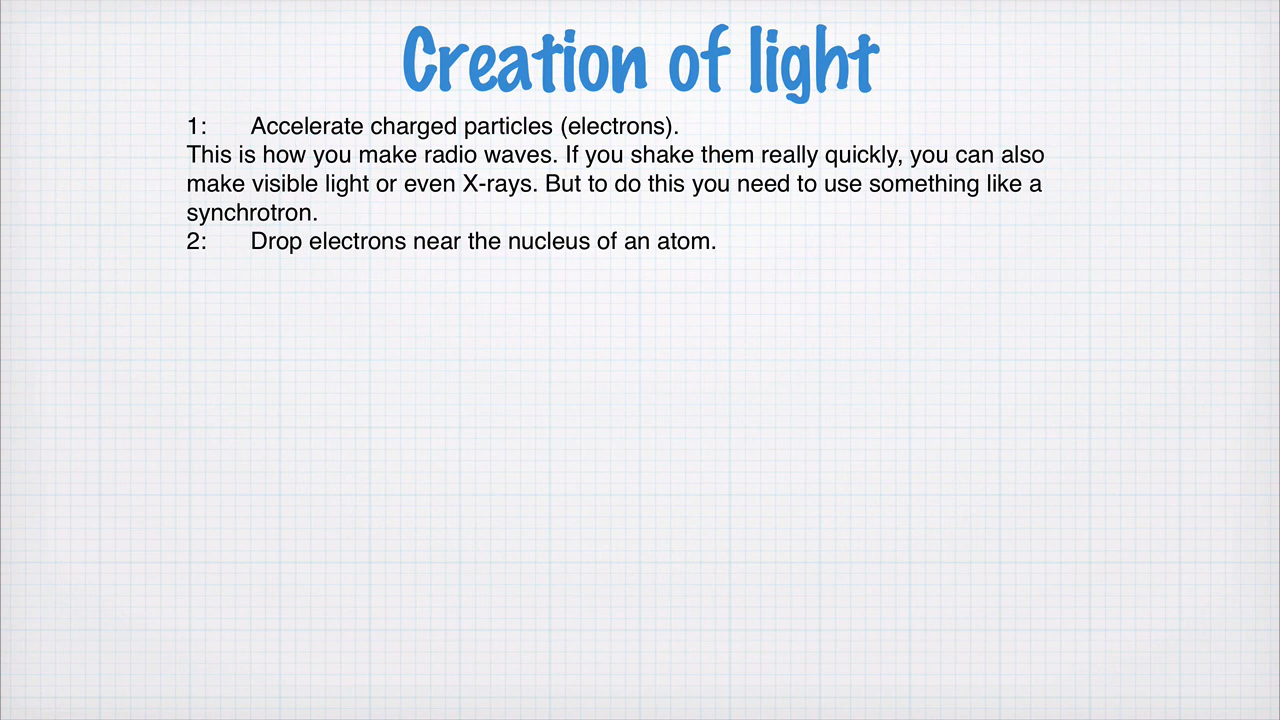 Creation of light
1: Accelerate charged particles (electrons).
This is how you make radio waves. If you shake them really quickly, you can also
make visible light or even X-rays. But to do this you need to use something like a
synchrotron.
2: Drop electrons near the nucleus of an atom.